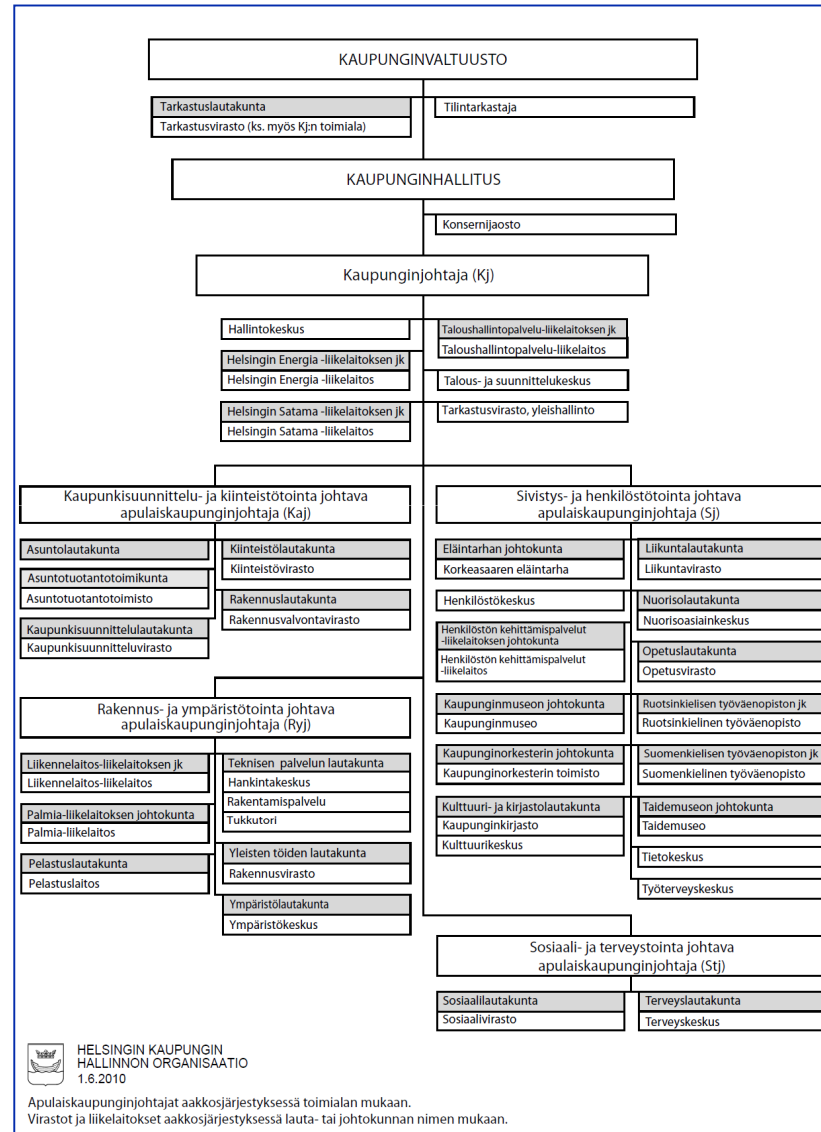 KAUPUNGINVALTUUSTO
Tarkastuslautakunta
Tarkastusvirasto (ks. myös Kj:n toimiala)
Tilintarkastaja
KAUPUNGINHALLITUS
Konsernijaosto
Kaupunginjohtaja (Kj)
Hallintokeskus
Helsingin Energia -liikelaitoksen jk
Helsingin Energia -liikelaitos
Helsingin Satama -liikelaitoksen jk
Helsingin Satama -liikelaitos
Taloushallintopalvelu-liikelaitoksen jk
Taloushallintopalvelu-liikelaitos
Talous- ja suunnittelukeskus
Tarkastusvirasto, yleishallinto
Kaupunkisuunnittelu- ja kiinteistötointa johtava
apulaiskaupunginjohtaja (Kaj)
Asuntolautakunta
Asuntotuotantotoimikunta
Asuntotuotantotoimisto
Kaupunkisuunnittelulautakunta
Kaupunkisuunnitteluvirasto
Kiinteistölautakunta
Kiinteistövirasto
Rakennuslautakunta
Rakennusvalvontavirasto
Sivistys- ja henkilöstötointa johtava
apulaiskaupunginjohtaja (Sj)
Eläintarhan johtokunta
Korkeasaaren eläintarha
Henkilöstökeskus
Henkilöstön kehittämispalvelut
-liikelaitoksen johtokunta
Henkilöstön kehittämispalvelut
-liikelaitos
Kaupunginmuseon johtokunta
Kaupunginmuseo
Kaupunginorkesterin johtokunta
Kaupunginorkesterin toimisto
Kulttuuri- ja kirjastolautakunta
Kaupunginkirjasto
Kulttuurikeskus
Liikuntalautakunta
Liikuntavirasto
Nuorisolautakunta
Nuorisoasiainkeskus
Opetuslautakunta
Opetusvirasto
Ruotsinkielisen työväenopiston jk
Ruotsinkielinen työväenopisto
Suomenkielisen työväenopiston jk
Suomenkielinen työväenopisto
Taidemuseon johtokunta
Taidemuseo
Tietokeskus
Työterveyskeskus
Rakennus- ja ympäristötointa johtava
apulaiskaupunginjohtaja (Ryj)
Liikennelaitos-liikelaitoksen jk
Liikennelaitos-liikelaitos
Palmia-liikelaitoksen johtokunta
Palmia-liikelaitos
Pelastuslautakunta
Pelastuslaitos
Teknisen palvelun lautakunta
Hankintakeskus
Rakentamispalvelu
Tukkutori
Yleisten töiden lautakunta
Rakennusvirasto
Ympäristölautakunta
Ympäristökeskus
Sosiaali- ja terveystointa johtava
apulaiskaupunginjohtaja (Stj)
Sosiaalilautakunta
Sosiaalivirasto
Terveyslautakunta
Terveyskeskus
HELSINGIN KAUPUNGIN
HALLINNON ORGANISAATIO
1.6.2010
Apulaiskaupunginjohtajat aakkosjärjestyksessä toimialan mukaan.
Virastot ja liikelaitokset aakkosjärjestyksessä lauta- tai johtokunnan nimen mukaan.